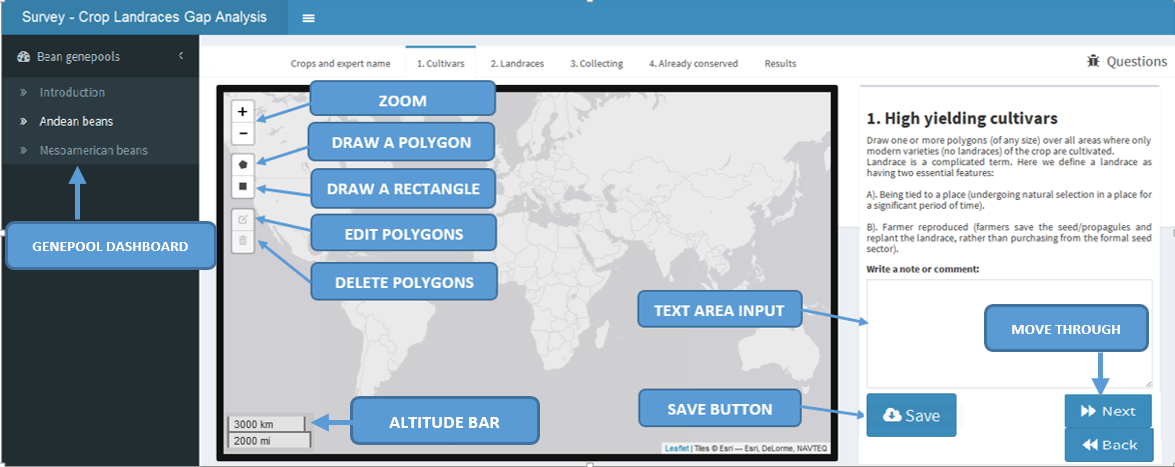 Survey - Crop Landraces Gap Analysis
Bean genepools
Introduction
Andean beans
Mesoamerican beans
GENEPOOL DASHBOARD
Crops and expert name
1. Cultivars
2. Landraces
3. Collecting
4. Already conserved
Results
Questions
+
−
ZOOM
DRAW A POLYGON
DRAW A RECTANGLE
EDIT POLYGONS
DELETE POLYGONS
TEXT AREA INPUT
SAVE BUTTON
ALTITUDE BAR
3000 km
2000 mi
Leaflet | Tiles © Esri — Esri, DeLorme, NAVTEQ
1. High yielding cultivars
Draw one or more polygons (of any size) over all areas where only
modern varieties (no landraces) of the crop are cultivated.
Landrace is a complicated term. Here we define a landrace as
having two essential features:
A). Being tied to a place (undergoing natural selection in a place for
a significant period of time).
B). Farmer reproduced (farmers save the seed/propagules and
replant the landrace, rather than purchasing from the formal seed
sector).
Write a note or comment:
MOVE THROUGH
Save
Next
Back